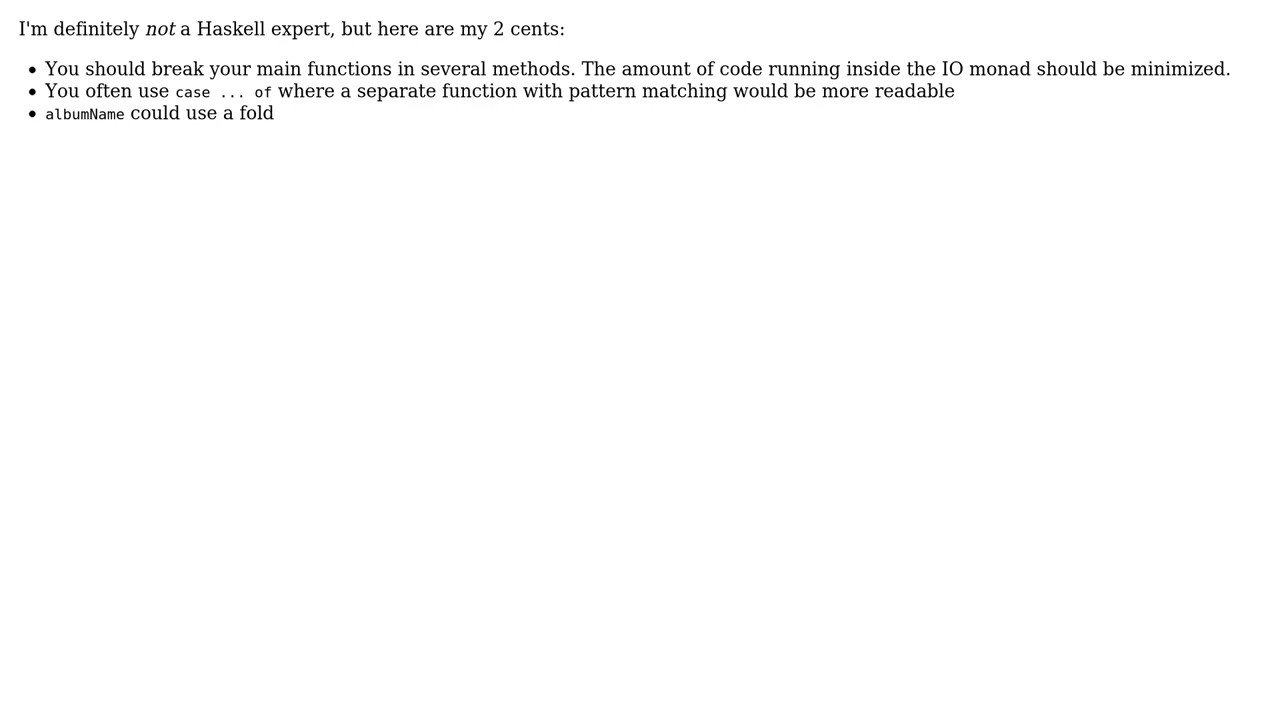 I'm definitely not a Haskell expert, but here are my 2 cents:
• You should break your main functions in several methods. The amount of code running inside the IO monad should be minimized.
• You often use case ... of where a separate function with pattern matching would be more readable
• albumName could use a fold